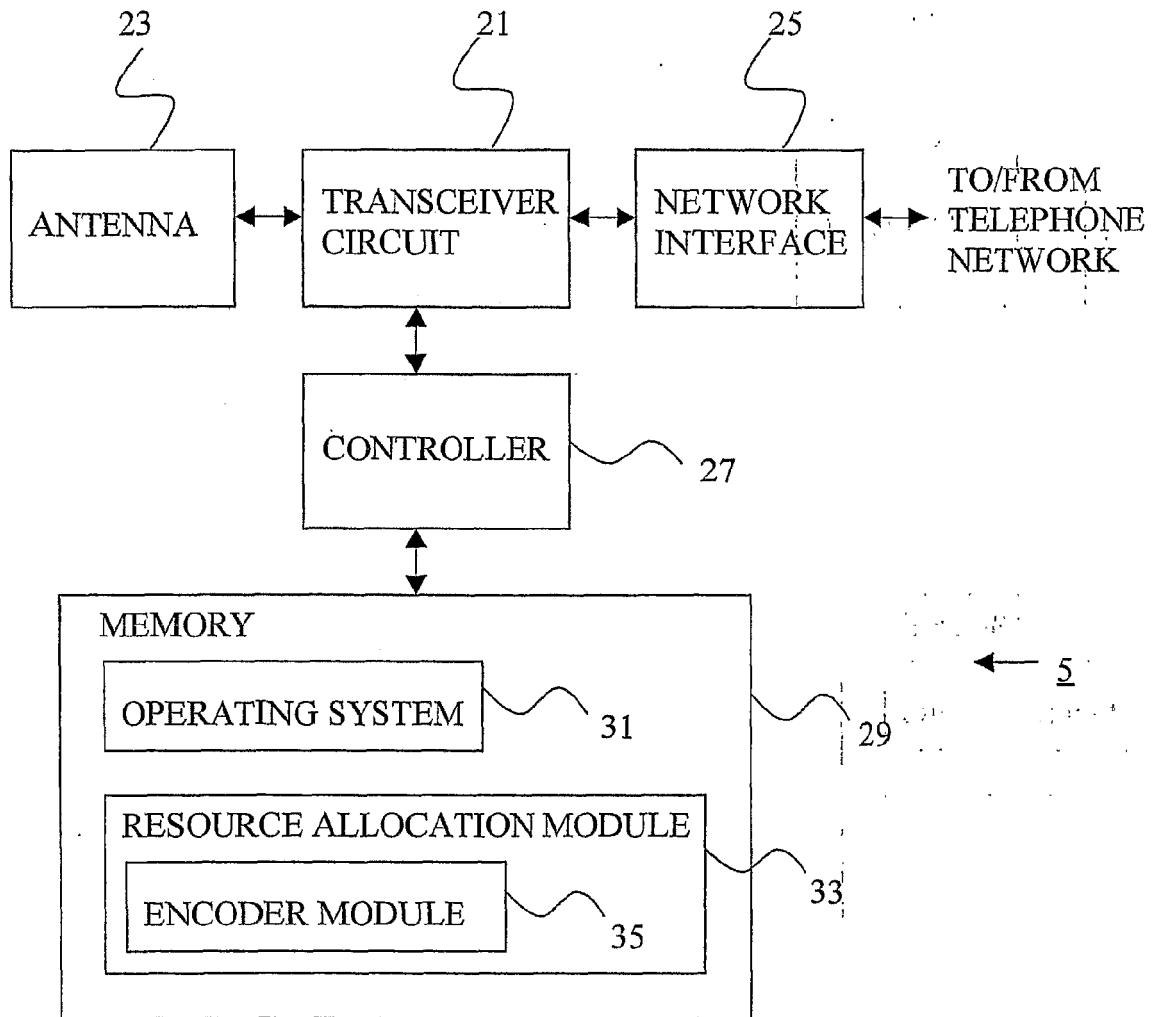 23
21
25
ANTENNA
TRANSCEIVER
CIRCUIT
NETWORK
INTERFACE
TO/FROM
TELEPHONE
NETWORK
CONTROLLER
27
MEMORY
5
OPERATING SYSTEM
31
29
RESOURCE ALLOCATION MODULE
33
ENCODER MODULE
35